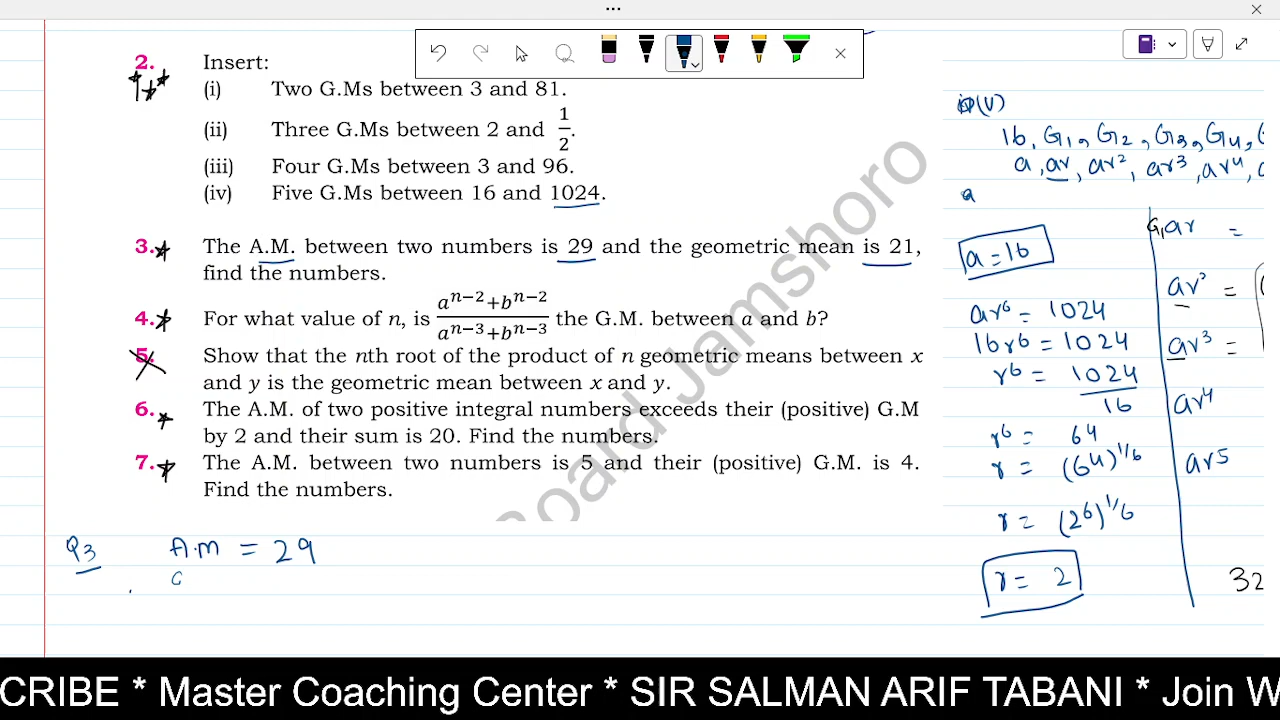 2. Insert:
(i) Two G.Ms between 3 and 81.
(ii) Three G.Ms between 2 and 1/2.
(iii) Four G.Ms between 3 and 96.
(iv) Five G.Ms between 16 and 1024.
3. The A.M. between two numbers is 29 and the geometric mean is 21,
find the numbers.
4. For what value of n, is (aⁿ⁻²+bⁿ⁻²)/(aⁿ⁻³+bⁿ⁻³) the G.M. between a and b?
5. Show that the nth root of the product of n geometric means between x
and y is the geometric mean between x and y.
6. The A.M. of two positive integral numbers exceeds their (positive) G.M
by 2 and their sum is 20. Find the numbers.
7. The A.M. between two numbers is 5 and their (positive) G.M. is 4.
Find the numbers.
Board Jamshoro
Q3 A.M = 29
G
(v)
16, G₁, G₂, G₃, G₄,
a, ar, ar², ar³, ar⁴,
a
a = 16
ar⁶ = 1024
16r⁶ = 1024
r⁶ = 1024/16
r⁶ = 64
r = (64)^1/6
r = (2⁶)^1/6
r = 2
G₁ ar =
ar² =
ar³ =
ar⁴
ar⁵
32
CRIBE * Master Coaching Center * SIR SALMAN ARIF TABANI * Join W